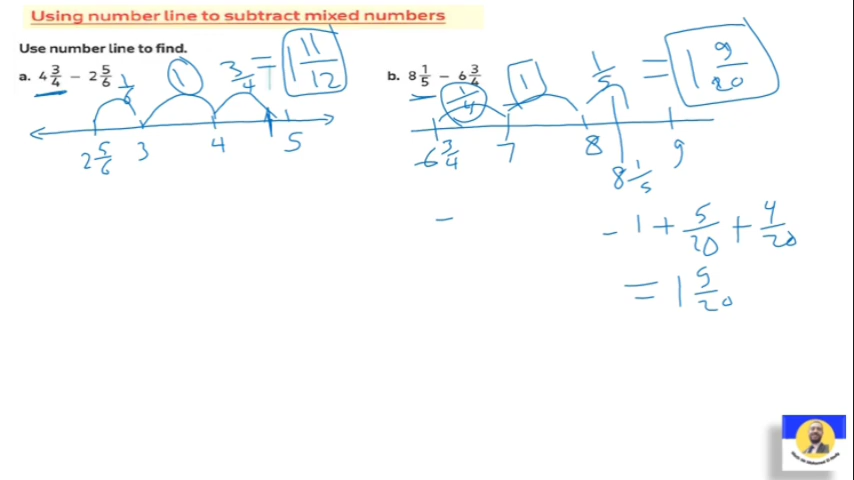 Using number line to subtract mixed numbers
Use number line to find.
a. 4 3/4 - 2 5/6
1/6 1 3/4 = 1 11/12
2 5/6 3 4 5
b. 8 1/5 - 6 3/4
1/4 1 1/5 = 1 9/20
6 3/4 7 8 8 1/5 9
-
- 1 + 5/20 + 4/20
= 1 9/20